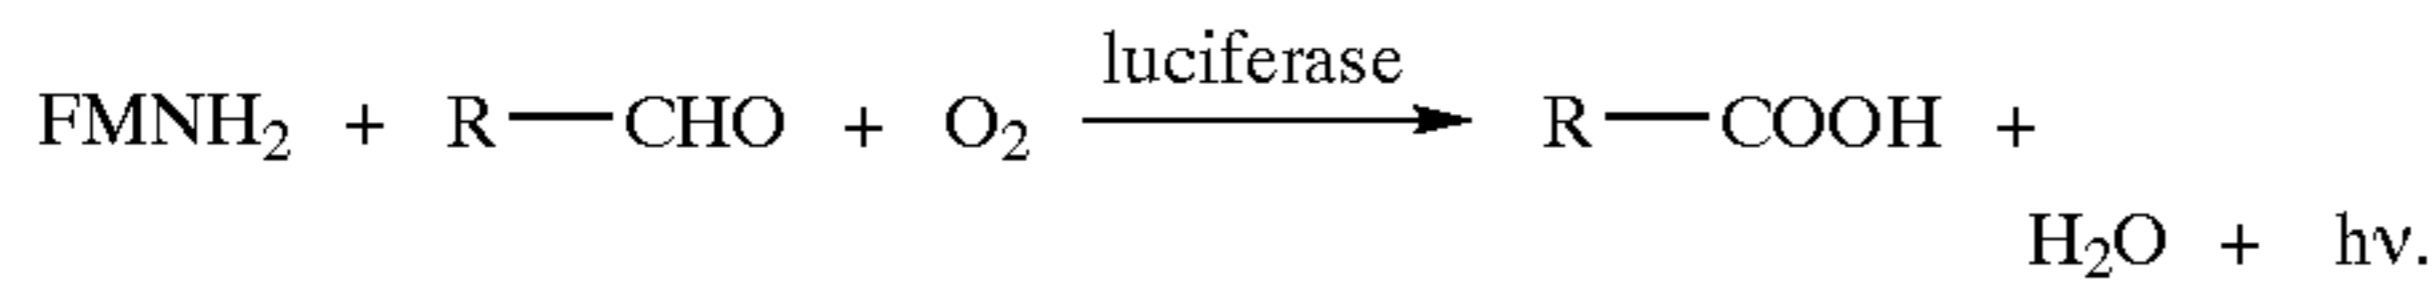 luciferase
FMNH₂ + R—CHO + O₂ ⟶ R—COOH +
H₂O + hν.